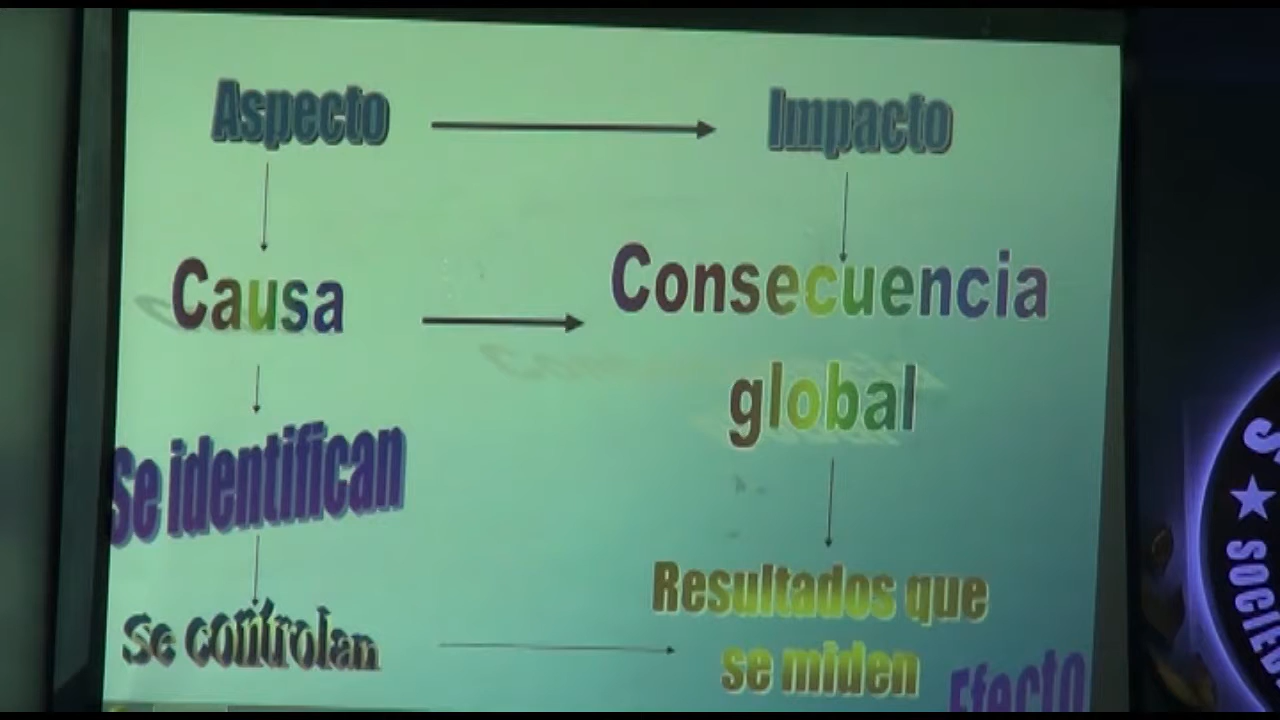 Aspecto
Impacto
Causa
Consecuencia
global
Se identifican
Se controlan
Resultados que
se miden
Efecto